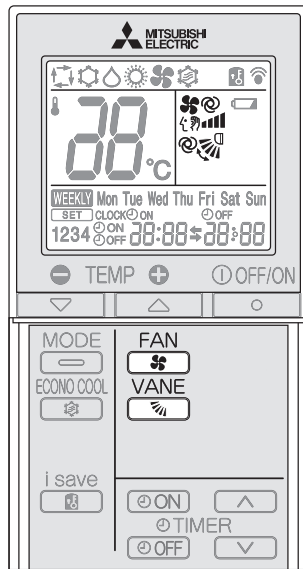 MITSUBISHI
ELECTRIC
88°C
WEEKLY Mon Tue Wed Thu Fri Sat Sun
SET CLOCK ON OFF
1234 ON OFF 88:88 88:88
TEMP OFF/ON
MODE FAN
ECONO COOL VANE
i save
ON
TIMER
OFF